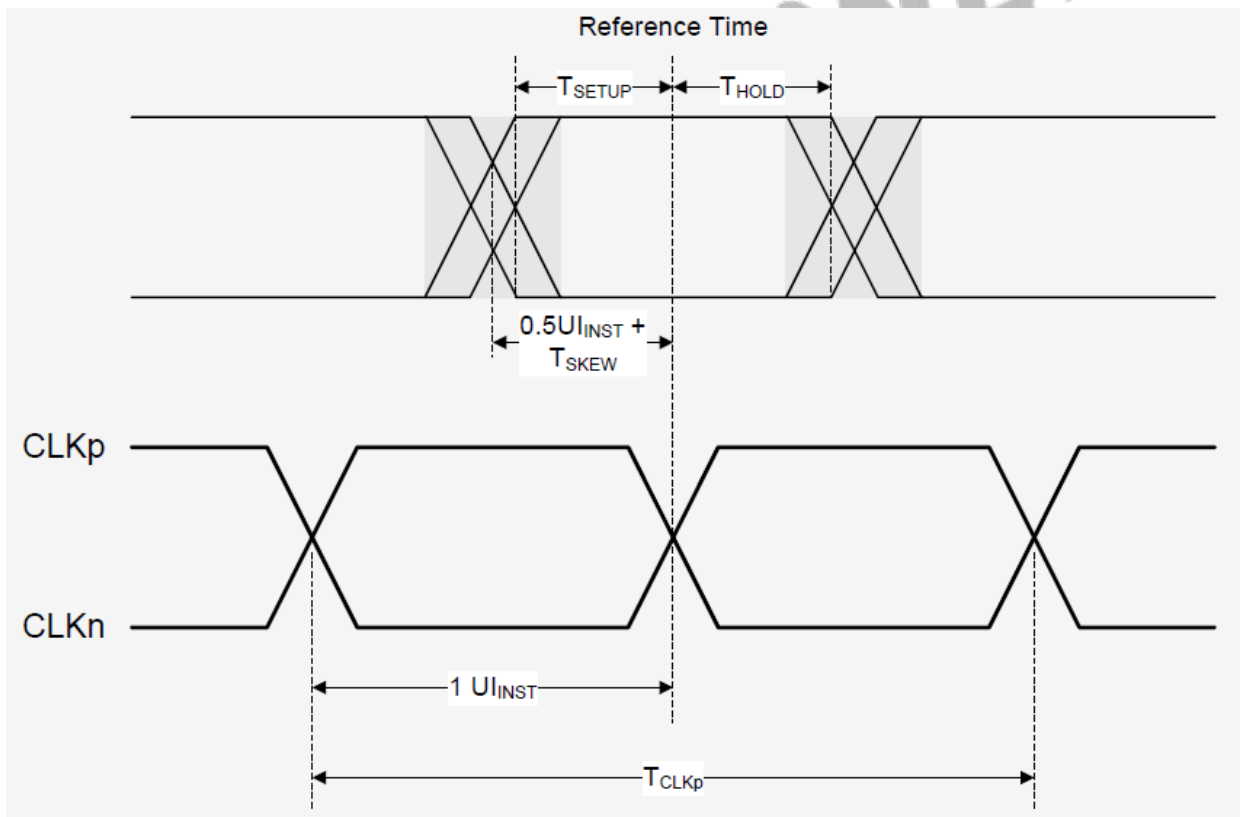 Reference Time
TSETUP THOLD
0.5UIINST +
TSKEW
CLKp
CLKn
1 UIINST
TCLKp